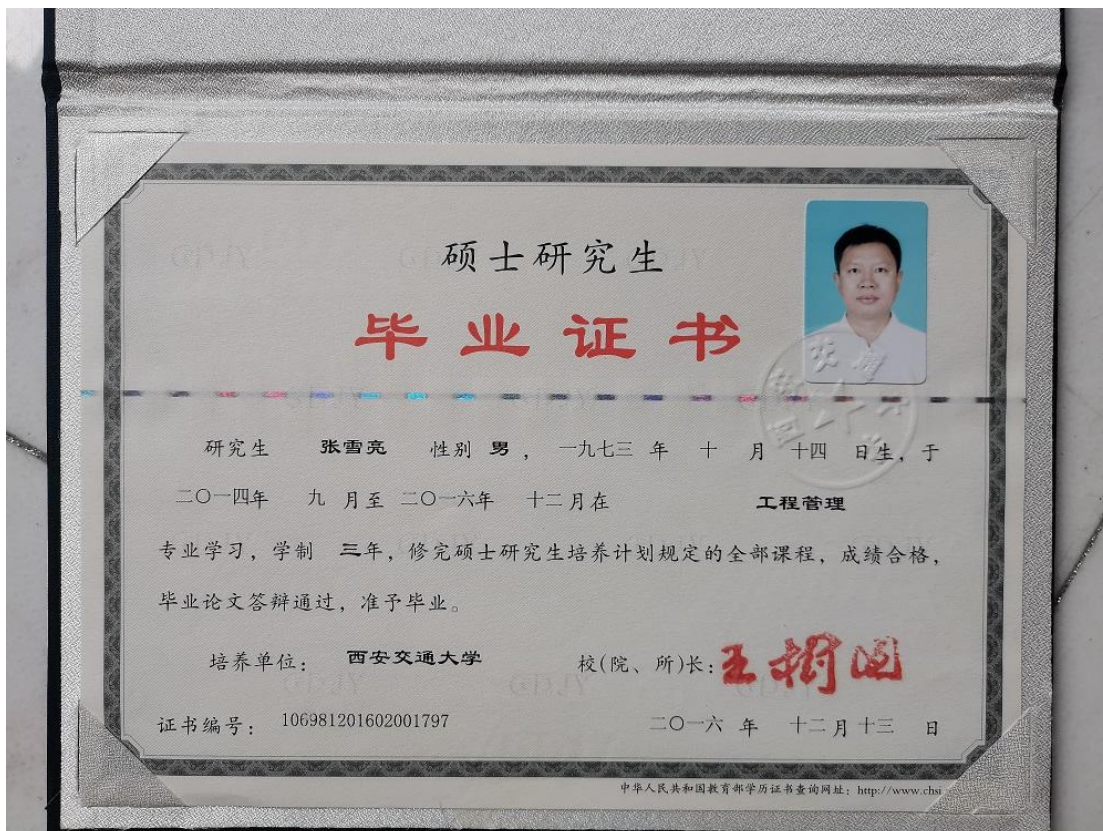 硕士研究生
毕业证书
研究生 张雪亮 性别 男，一九七三 年 十 月 十四 日生，于
二〇一四年 九 月至 二〇一六年 十二月在 工程管理
专业学习，学制 三年，修完硕士研究生培养计划规定的全部课程，成绩合格，
毕业论文答辩通过，准予毕业。
培养单位： 西安交通大学 校(院、所)长：王树国
证书编号： 106981201602001797 二〇一六 年 十二月十三 日
中华人民共和国教育部学历证书查询网址：http://www.chsi